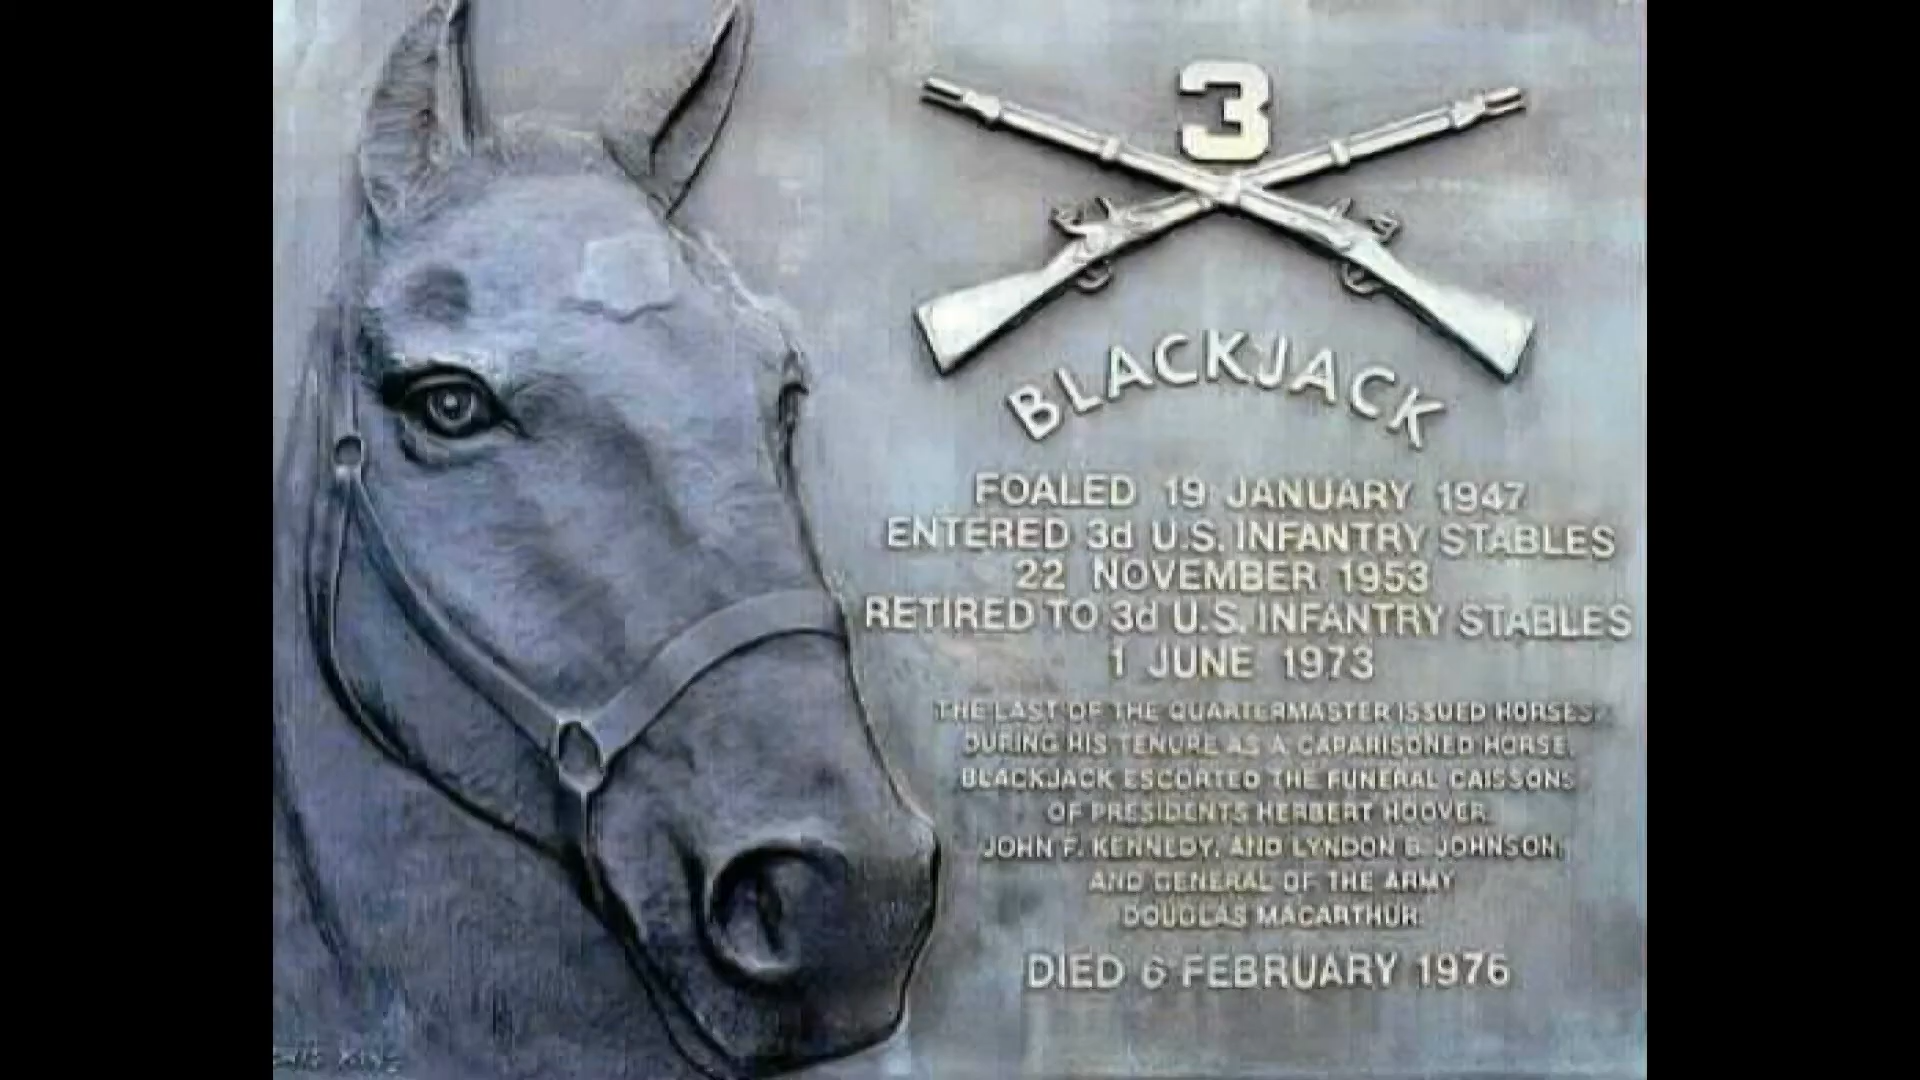 3
BLACKJACK
FOALED 19 JANUARY 1947
ENTERED 3d U.S. INFANTRY STABLES
22 NOVEMBER 1953
RETIRED TO 3d U.S. INFANTRY STABLES
1 JUNE 1973
THE LAST OF THE QUARTERMASTER ISSUED HORSES.
DURING HIS TENURE AS A CAPARISONED HORSE,
BLACKJACK ESCORTED THE FUNERAL CAISSONS
OF PRESIDENTS HERBERT HOOVER,
JOHN F. KENNEDY, AND LYNDON B. JOHNSON,
AND GENERAL OF THE ARMY
DOUGLAS MACARTHUR.
DIED 6 FEBRUARY 1976